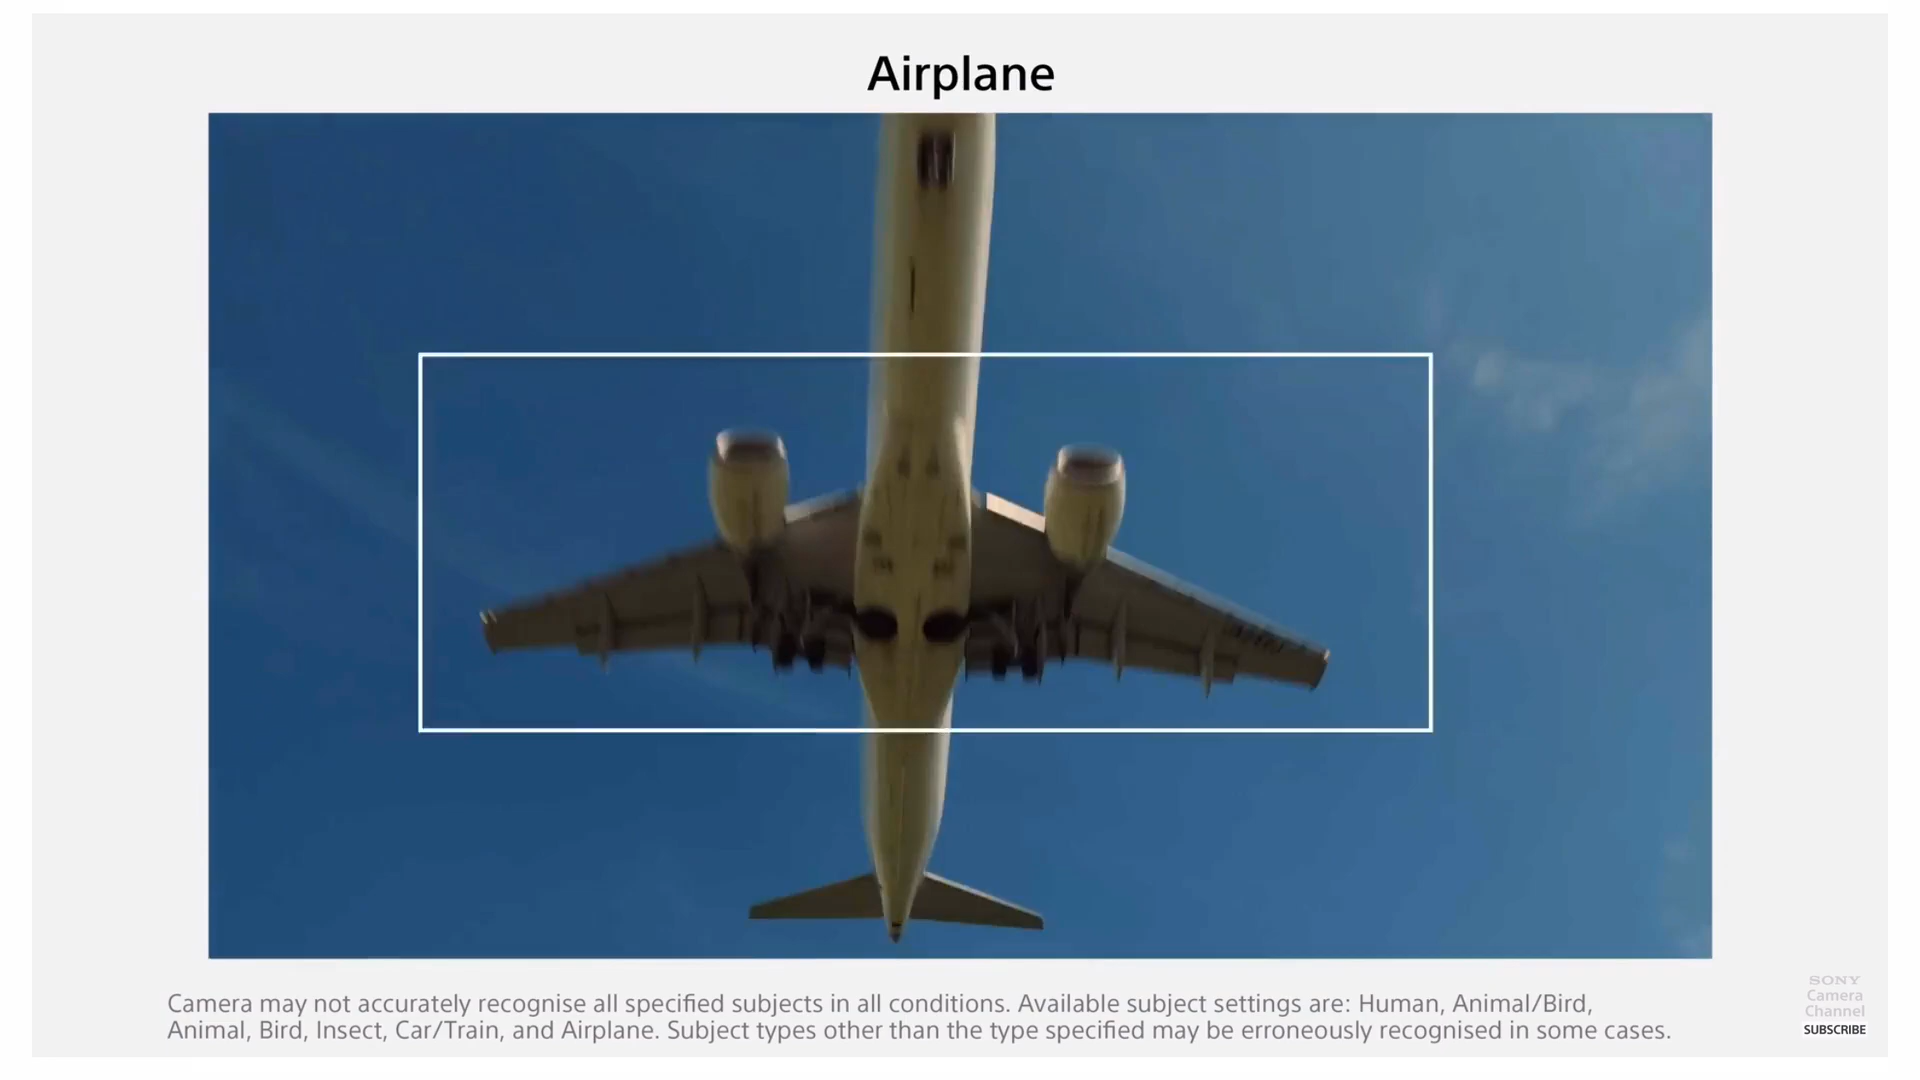 Airplane
Camera may not accurately recognise all specified subjects in all conditions. Available subject settings are: Human, Animal/Bird,
Animal, Bird, Insect, Car/Train, and Airplane. Subject types other than the type specified may be erroneously recognised in some cases.
SONY
Camera
Channel
SUBSCRIBE